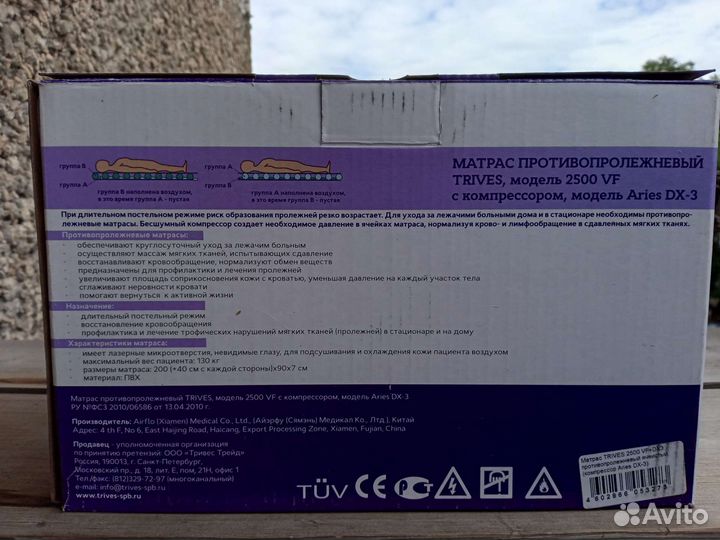 группа B
группа A
группа B наполнена воздухом,
в это время группа A - пустая
группа A
группа B
группа A наполнена воздухом,
в это время группа B - пустая
МАТРАС ПРОТИВОПРОЛЕЖНЕВЫЙ
TRIVES, модель 2500 VF
с компрессором, модель Aries DX-3
При длительном постельном режиме риск образования пролежней резко возрастает. Для ухода за лежачими больными дома и в стационаре необходимы противопро-
лежневые матрасы. Бесшумный компрессор создает необходимое давление в ячейках матраса, нормализуя крово- и лимфообращение в сдавленных мягких тканях.
Противопролежневые матрасы:
обеспечивают круглосуточный уход за лежачим больным
осуществляют массаж мягких тканей, испытывающих сдавление
восстанавливают кровообращение, нормализуют обмен веществ
предназначены для профилактики и лечения пролежней
увеличивают площадь соприкосновения кожи с кроватью, уменьшая давление на каждый участок тела
сглаживают неровности кровати
помогают вернуться к активной жизни
Назначение:
длительный постельный режим
восстановление кровообращения
профилактика и лечение трофических нарушений мягких тканей (пролежней) в стационаре и на дому
Характеристики матраса:
имеет лазерные микроотверстия, невидимые глазу, для подсушивания и охлаждения кожи пациента воздухом
максимальный вес пациента: 130 кг
размеры матраса: 200 (+40 см с каждой стороны)x90x7 см
материал: ПВХ
Матрас противопролежневый TRIVES, модель 2500 VF с компрессором, модель Aries DX-3
РУ №ФСЗ 2010/06586 от 13.04.2010 г.
Производитель: Airflo (Xiamen) Medical Co., Ltd., (Айэрфу (Сямэнь) Медикал Ко., Лтд.), Китай
Адрес: 4 th F, No 6, East Haijing Road, Haicang, Export Processing Zone, Xiamen, Fujian, China
Продавец - уполномоченная организация
по принятию претензий: ООО «Тривес Трейд»
Россия, 190013, г. Санкт-Петербург,
Московский пр., д. 18, лит. Е, пом. 21Н, офис 1
Тел./факс: (812)329-72-97 (многоканальный)
e-mail: info@trives-spb.ru
www.trives-spb.ru
TÜV CE РСТ
Матрас TRIVES 2500 VF+DX3
противопролежневый ячеистый
(компрессор Aries DX-3)
4 602966 053273
Avito